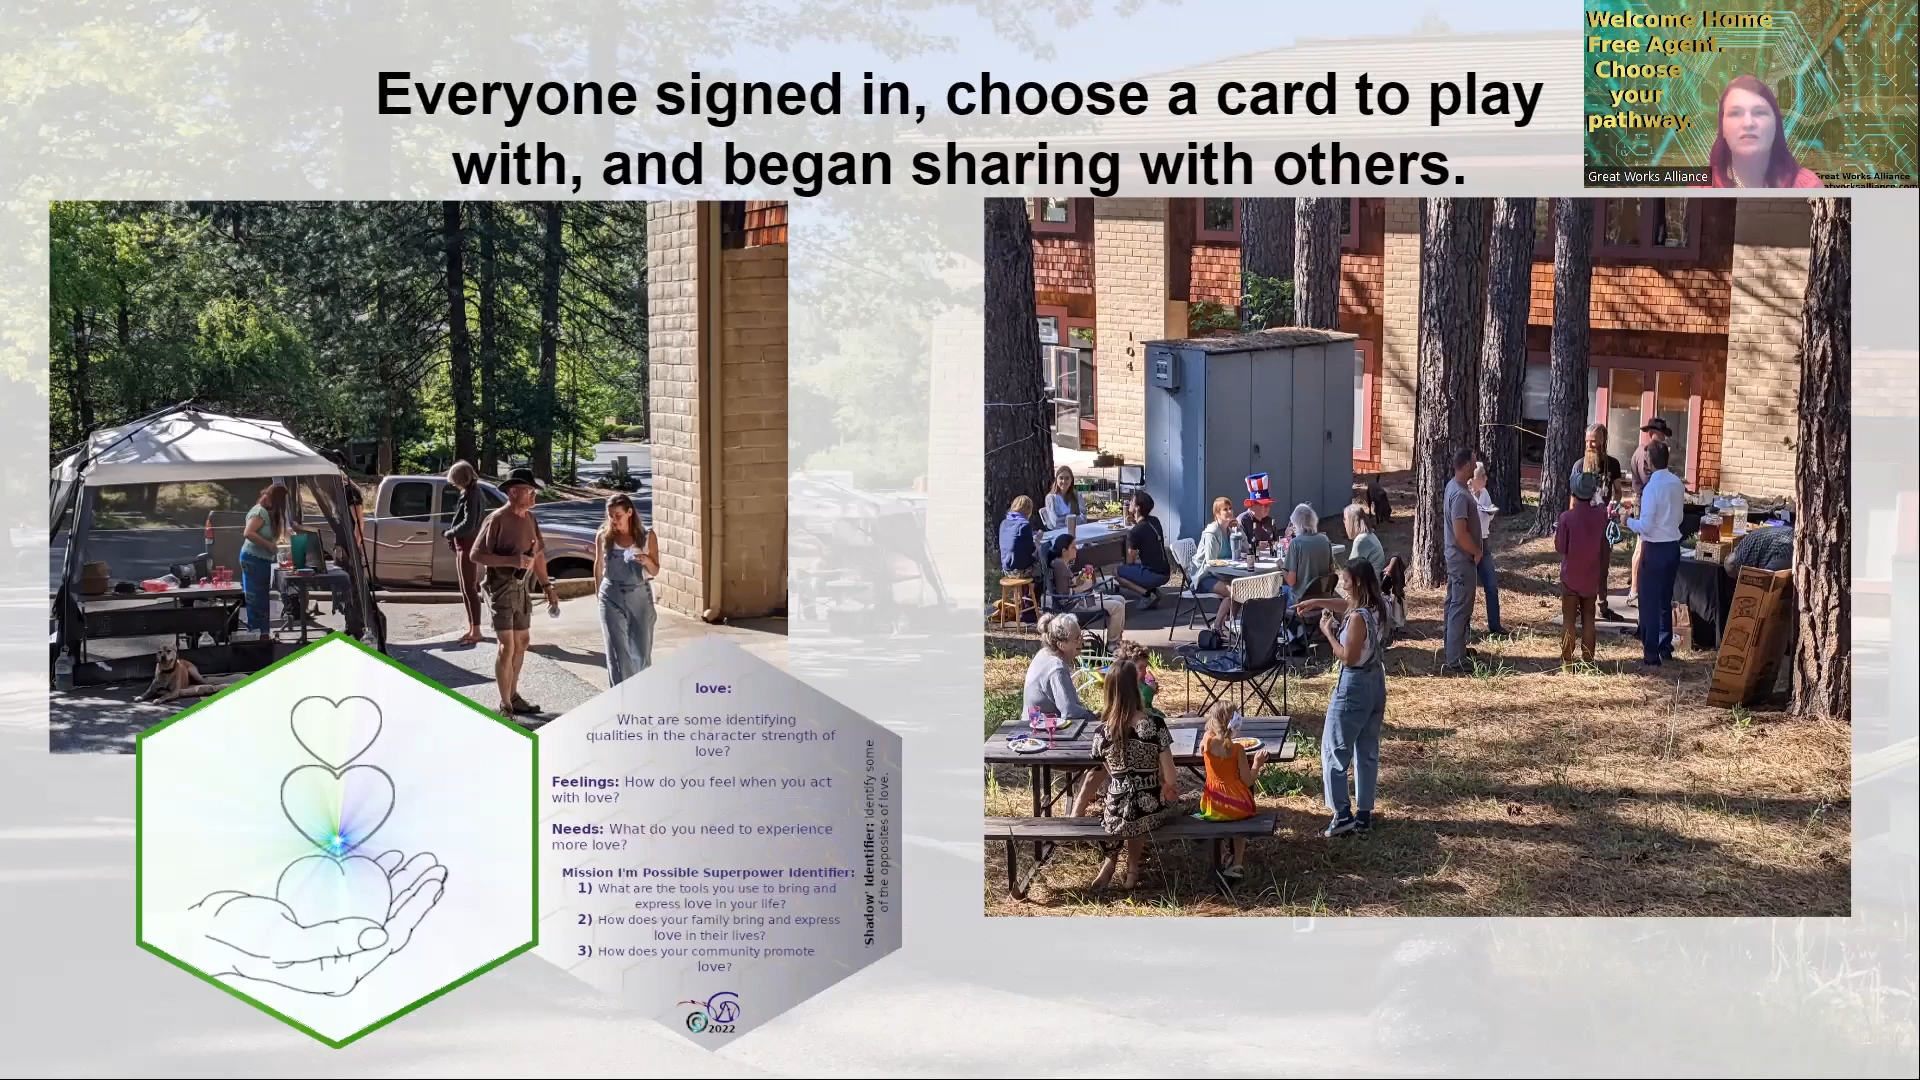 Everyone signed in, choose a card to play
with, and began sharing with others.
Welcome Home
Free Agent.
Choose
your
pathway.
Great Works Alliance
Great Works Alliance
atworksalliance.com
104
love:
What are some identifying
qualities in the character strength of
love?
Feelings: How do you feel when you act
with love?
Needs: What do you need to experience
more love?
Mission I'm Possible Superpower Identifier:
1) What are the tools you use to bring and
express love in your life?
2) How does your family bring and express
love in their lives?
3) How does your community promote
love?
'Shadow' Identifier: Identify some
of the opposites of love.
© 2022